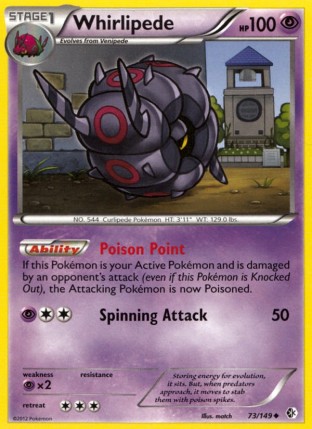 STAGE1
Whirlipede
HP100
Evolves from Venipede
NO. 544 Curlipede Pokémon HT: 3'11" WT: 129.0 lbs.
Ability Poison Point
If this Pokémon is your Active Pokémon and is damaged
by an opponent's attack (even if this Pokémon is Knocked
Out), the Attacking Pokémon is now Poisoned.
Spinning Attack 50
weakness resistance
×2
retreat
Storing energy for evolution,
it sits. But, when predators
approach, it moves to stab
them with poison spikes.
©2012 Pokémon
Illus. match
73/149